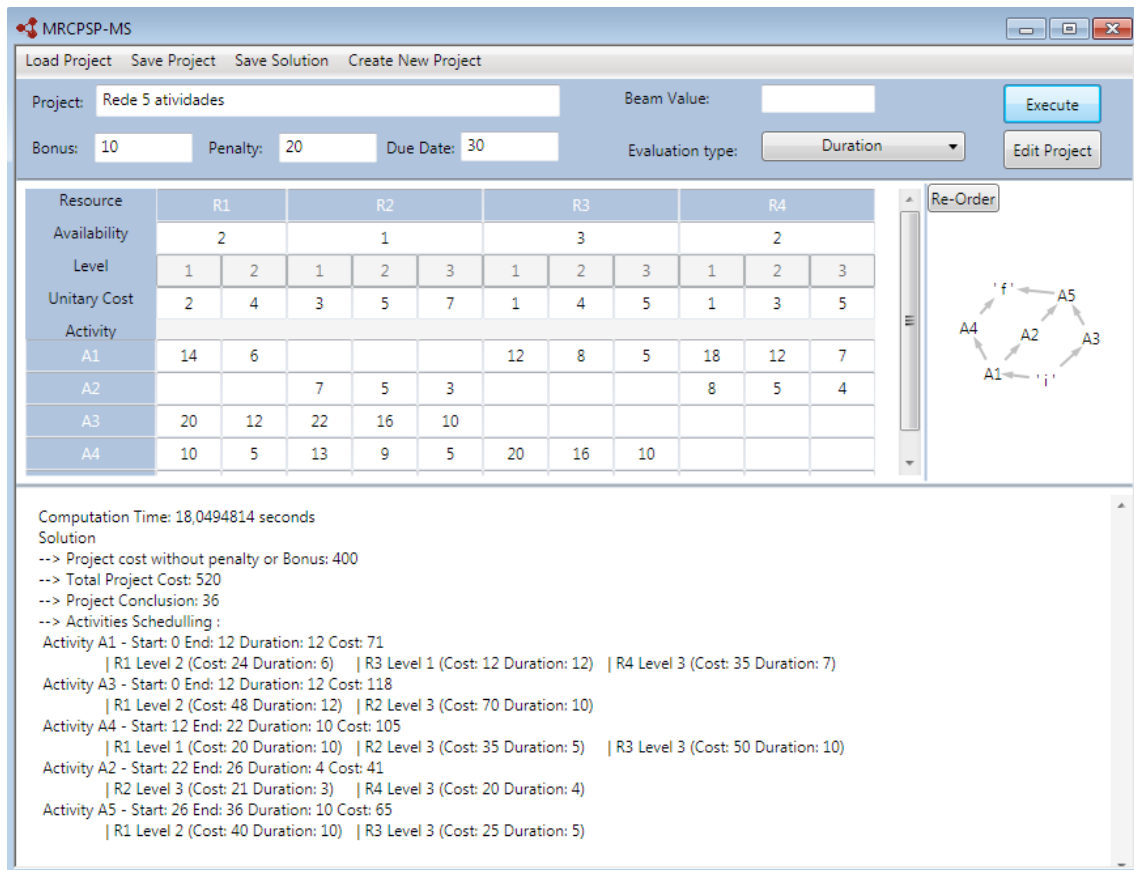 MRCPSP-MS
Load Project Save Project Save Solution Create New Project
Project: Rede 5 atividades Beam Value: Execute
Bonus: 10 Penalty: 20 Due Date: 30 Evaluation type: Duration Edit Project
Resource R1 R2 R3 R4 Re-Order
Availability 2 1 3 2
Level 1 2 1 2 3 1 2 3 1 2 3
Unitary Cost 2 4 3 5 7 1 4 5 1 3 5
Activity
A1 14 6 12 8 5 18 12 7
A2 7 5 3 8 5 4
A3 20 12 22 16 10
A4 10 5 13 9 5 20 16 10
'f' A5
A4 A2 A3
A1 'i'
Computation Time: 18,0494814 seconds
Solution
--> Project cost without penalty or Bonus: 400
--> Total Project Cost: 520
--> Project Conclusion: 36
--> Activities Schedulling :
Activity A1 - Start: 0 End: 12 Duration: 12 Cost: 71
| R1 Level 2 (Cost: 24 Duration: 6) | R3 Level 1 (Cost: 12 Duration: 12) | R4 Level 3 (Cost: 35 Duration: 7)
Activity A3 - Start: 0 End: 12 Duration: 12 Cost: 118
| R1 Level 2 (Cost: 48 Duration: 12) | R2 Level 3 (Cost: 70 Duration: 10)
Activity A4 - Start: 12 End: 22 Duration: 10 Cost: 105
| R1 Level 1 (Cost: 20 Duration: 10) | R2 Level 3 (Cost: 35 Duration: 5) | R3 Level 3 (Cost: 50 Duration: 10)
Activity A2 - Start: 22 End: 26 Duration: 4 Cost: 41
| R2 Level 3 (Cost: 21 Duration: 3) | R4 Level 3 (Cost: 20 Duration: 4)
Activity A5 - Start: 26 End: 36 Duration: 10 Cost: 65
| R1 Level 2 (Cost: 40 Duration: 10) | R3 Level 3 (Cost: 25 Duration: 5)